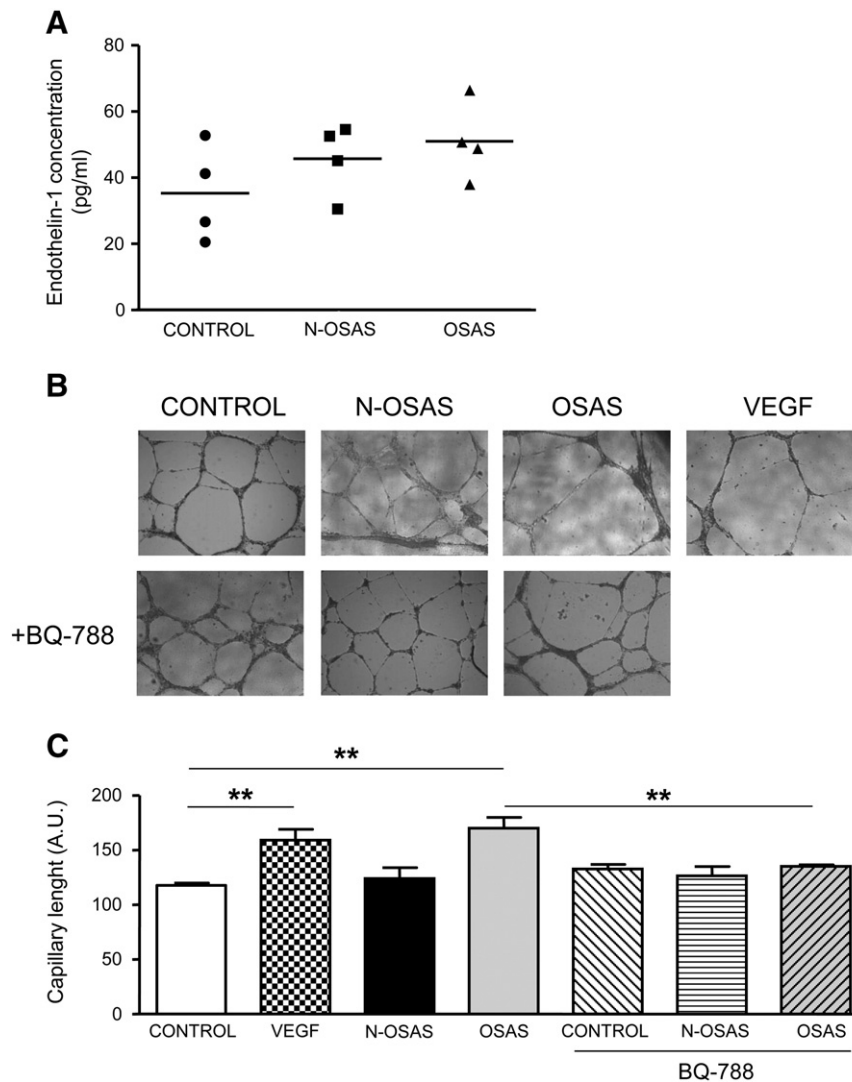 A
80
60
40
20
0
Endothelin-1 concentration
(pg/ml)
CONTROL N-OSAS OSAS
B
CONTROL N-OSAS OSAS VEGF
+BQ-788
C
**
** **
200
150
100
50
0
Capillary lenght (A.U.)
CONTROL VEGF N-OSAS OSAS CONTROL N-OSAS OSAS
BQ-788